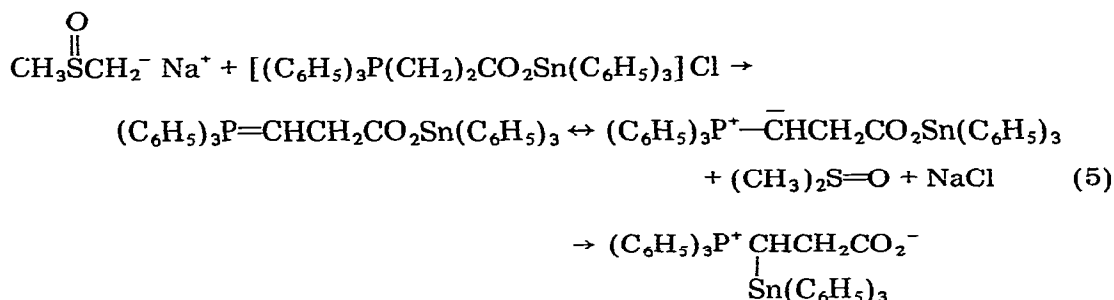 O
CH₃SCH₂⁻ Na⁺ + [(C₆H₅)₃P(CH₂)₂CO₂Sn(C₆H₅)₃]Cl →
(C₆H₅)₃P=CHCH₂CO₂Sn(C₆H₅)₃ ↔ (C₆H₅)₃P⁺—C̅HCH₂CO₂Sn(C₆H₅)₃
+ (CH₃)₂S=O + NaCl (5)
→ (C₆H₅)₃P⁺ CHCH₂CO₂⁻
Sn(C₆H₅)₃